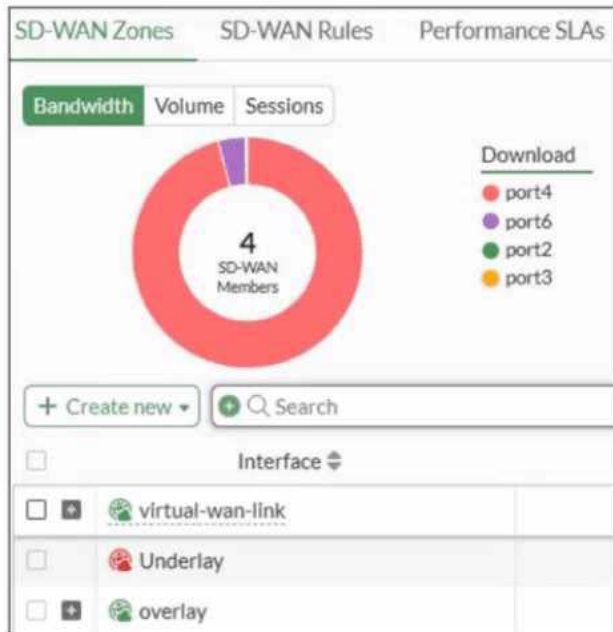 SD-WAN Zones SD-WAN Rules Performance SLAs
Bandwidth Volume Sessions
Download
port4
port6
port2
port3
4
SD-WAN
Members
+ Create new
Search
Interface
virtual-wan-link
Underlay
overlay